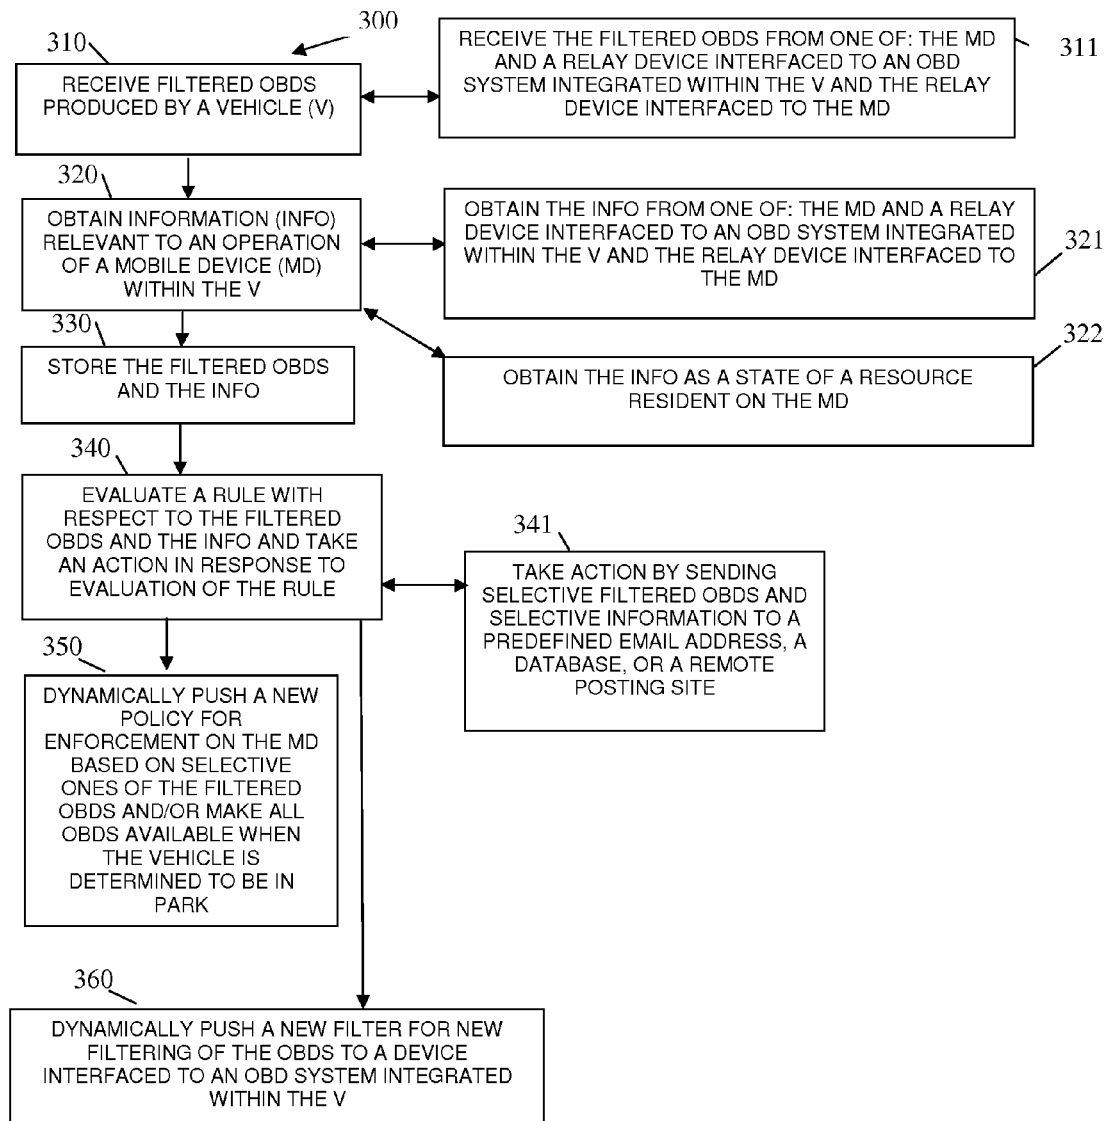 300
310
RECEIVE FILTERED OBDS
PRODUCED BY A VEHICLE (V)
RECEIVE THE FILTERED OBDS FROM ONE OF: THE MD
AND A RELAY DEVICE INTERFACED TO AN OBD
SYSTEM INTEGRATED WITHIN THE V AND THE RELAY
DEVICE INTERFACED TO THE MD
311
320
OBTAIN INFORMATION (INFO)
RELEVANT TO AN OPERATION
OF A MOBILE DEVICE (MD)
WITHIN THE V
OBTAIN THE INFO FROM ONE OF: THE MD AND A RELAY
DEVICE INTERFACED TO AN OBD SYSTEM INTEGRATED
WITHIN THE V AND THE RELAY DEVICE INTERFACED TO
THE MD
321
330
STORE THE FILTERED OBDS
AND THE INFO
322
OBTAIN THE INFO AS A STATE OF A RESOURCE
RESIDENT ON THE MD
340
EVALUATE A RULE WITH
RESPECT TO THE FILTERED
OBDS AND THE INFO AND TAKE
AN ACTION IN RESPONSE TO
EVALUATION OF THE RULE
341
TAKE ACTION BY SENDING
SELECTIVE FILTERED OBDS AND
SELECTIVE INFORMATION TO A
PREDEFINED EMAIL ADDRESS, A
DATABASE, OR A REMOTE
POSTING SITE
350
DYNAMICALLY PUSH A NEW
POLICY FOR
ENFORCEMENT ON THE MD
BASED ON SELECTIVE
ONES OF THE FILTERED
OBDS AND/OR MAKE ALL
OBDS AVAILABLE WHEN
THE VEHICLE IS
DETERMINED TO BE IN
PARK
360
DYNAMICALLY PUSH A NEW FILTER FOR NEW
FILTERING OF THE OBDS TO A DEVICE
INTERFACED TO AN OBD SYSTEM INTEGRATED
WITHIN THE V